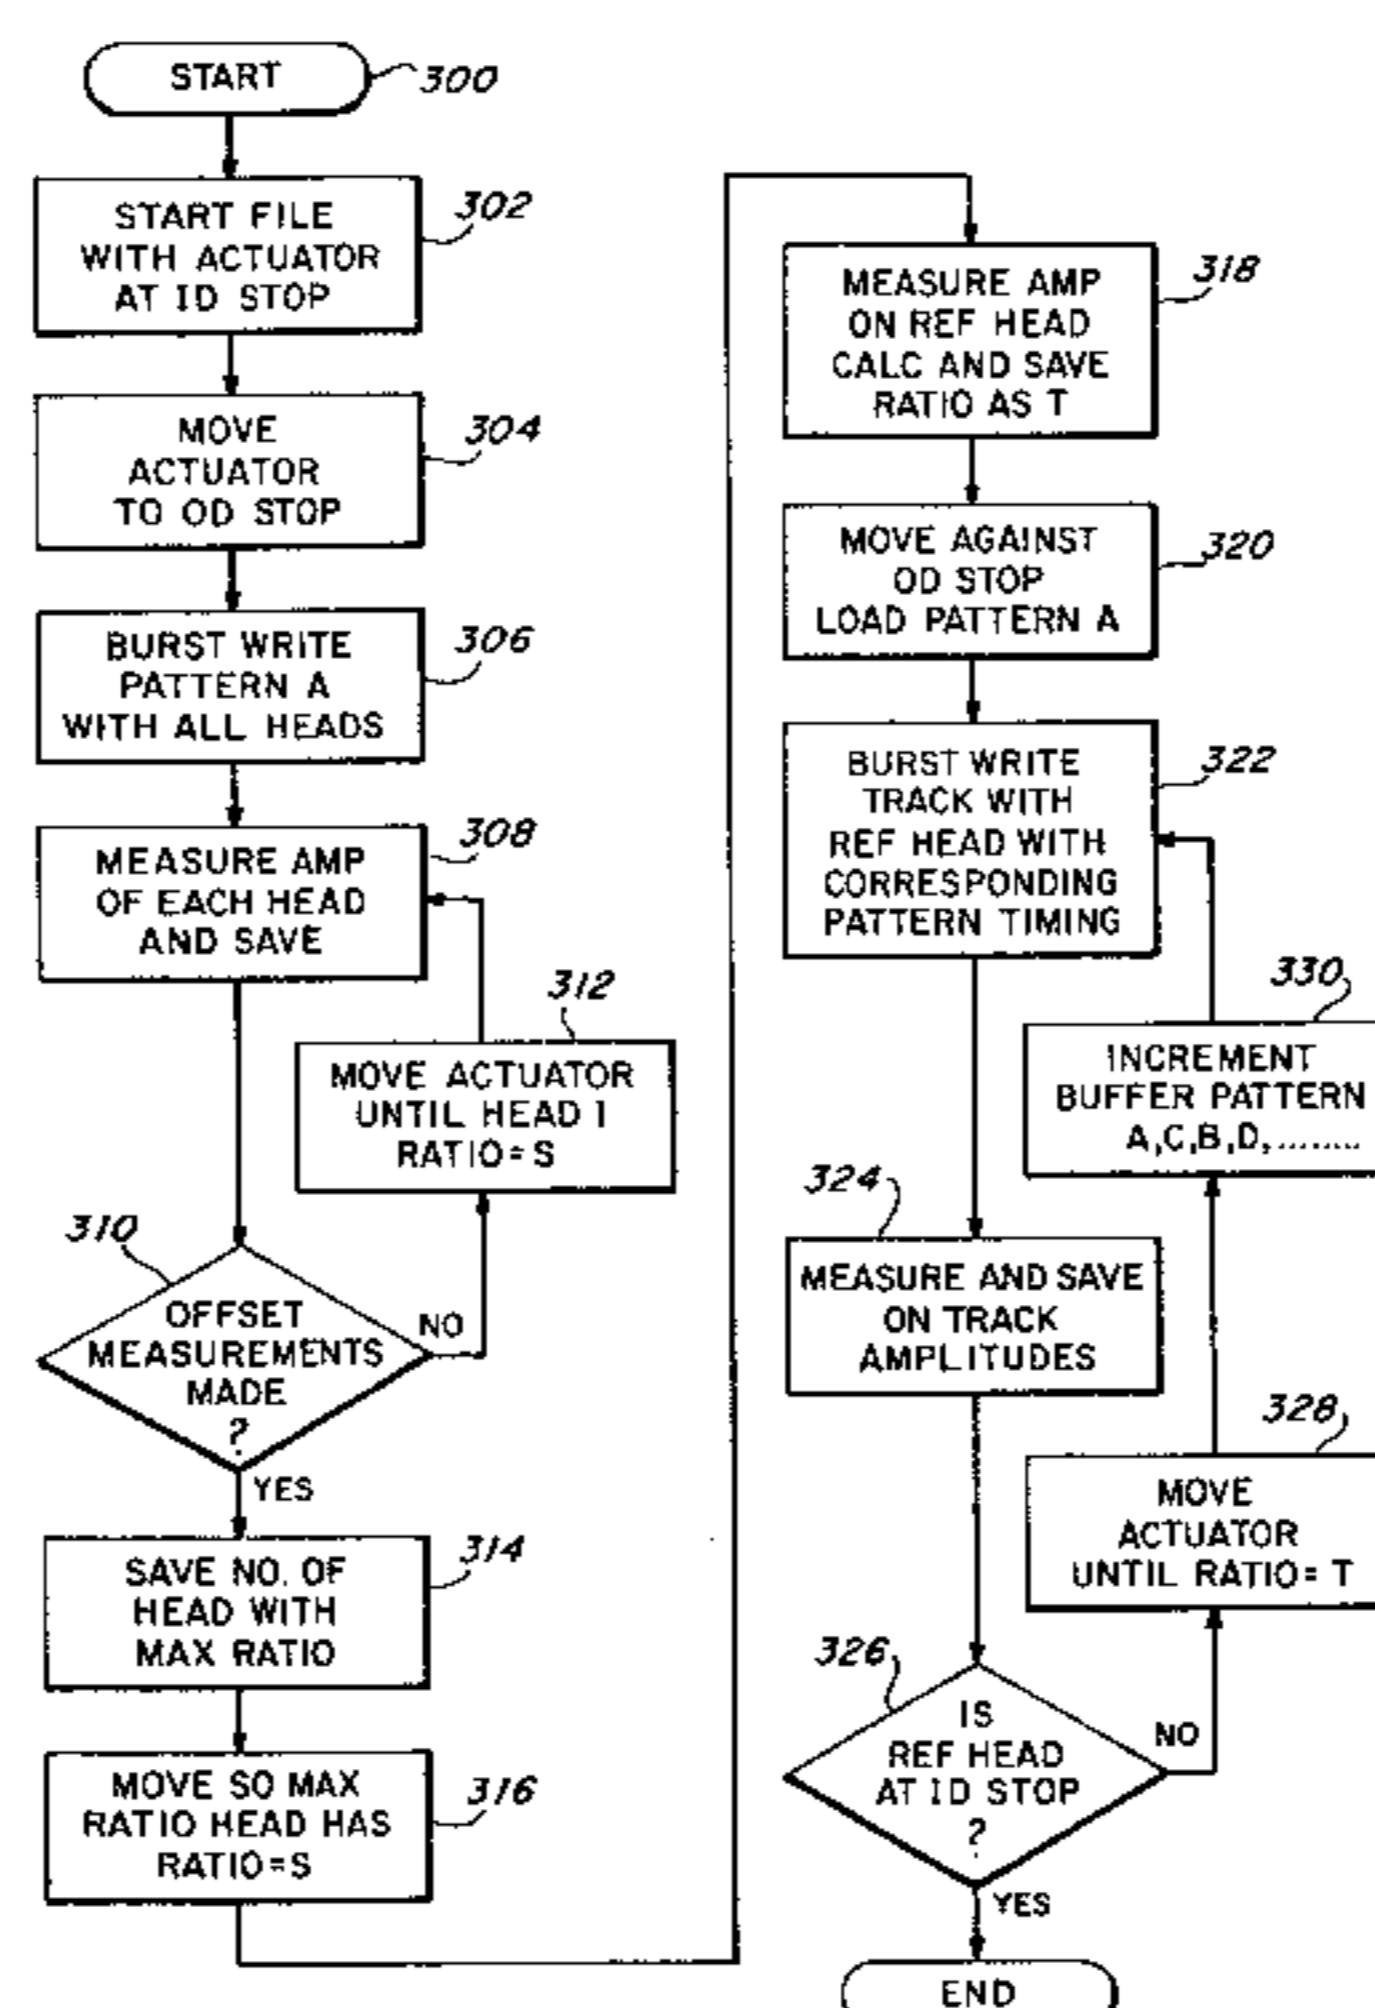 START
300
START FILE
WITH ACTUATOR
AT ID STOP
302
MOVE
ACTUATOR
TO OD STOP
304
BURST WRITE
PATTERN A
WITH ALL HEADS
306
MEASURE AMP
OF EACH HEAD
AND SAVE
308
312
MOVE ACTUATOR
UNTIL HEAD 1
RATIO=S
310
OFFSET
MEASUREMENTS
MADE
?
NO
YES
SAVE NO. OF
HEAD WITH
MAX RATIO
314
MOVE SO MAX
RATIO HEAD HAS
RATIO=S
316
MEASURE AMP
ON REF HEAD
CALC AND SAVE
RATIO AS T
318
MOVE AGAINST
OD STOP
LOAD PATTERN A
320
BURST WRITE
TRACK WITH
REF HEAD WITH
CORRESPONDING
PATTERN TIMING
322
330
INCREMENT
BUFFER PATTERN
A,C,B,D,.........
324
MEASURE AND SAVE
ON TRACK
AMPLITUDES
328
MOVE
ACTUATOR
UNTIL RATIO= T
326
IS
REF HEAD
AT ID STOP
?
NO
YES
END